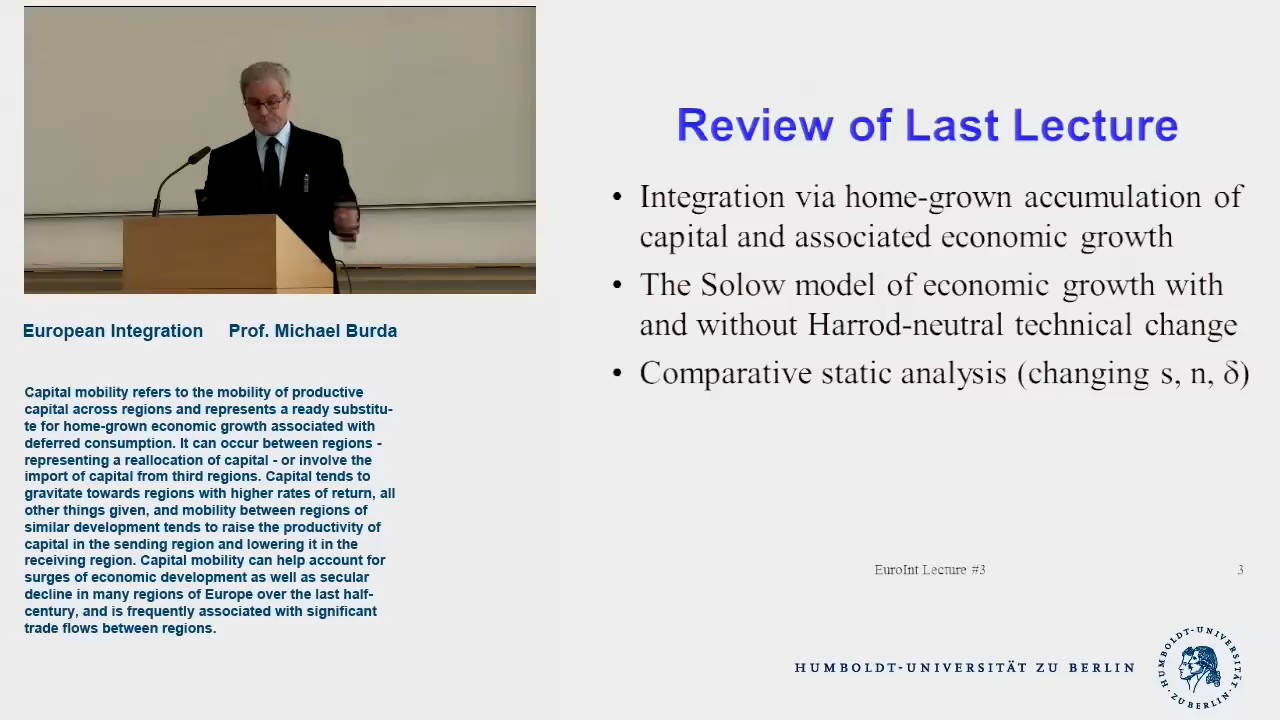 European Integration Prof. Michael Burda
Capital mobility refers to the mobility of productive
capital across regions and represents a ready substitu-
te for home-grown economic growth associated with
deferred consumption. It can occur between regions -
representing a reallocation of capital - or involve the
import of capital from third regions. Capital tends to
gravitate towards regions with higher rates of return, all
other things given, and mobility between regions of
similar development tends to raise the productivity of
capital in the sending region and lowering it in the
receiving region. Capital mobility can help account for
surges of economic development as well as secular
decline in many regions of Europe over the last half-
century, and is frequently associated with significant
trade flows between regions.
Review of Last Lecture
• Integration via home-grown accumulation of
capital and associated economic growth
• The Solow model of economic growth with
and without Harrod-neutral technical change
• Comparative static analysis (changing s, n, δ)
EuroInt Lecture #3
3
HUMBOLDT-UNIVERSITÄT ZU BERLIN
HUMBOLDT-UNIVERSITÄT
ZU BERLIN